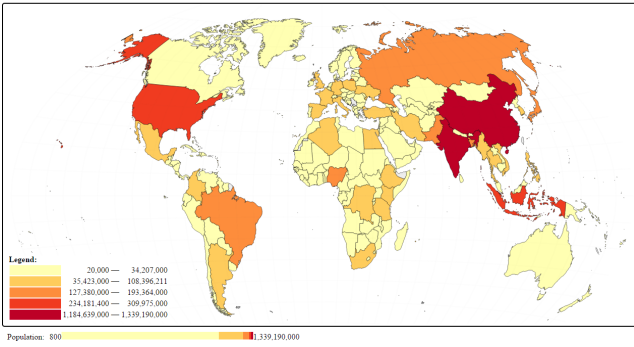 Legend:
20,000 — 34,207,000
35,423,000 — 108,396,211
127,380,000 — 193,364,000
234,181,400 — 309,975,000
1,184,639,000 — 1,339,190,000
Population: 800 1,339,190,000